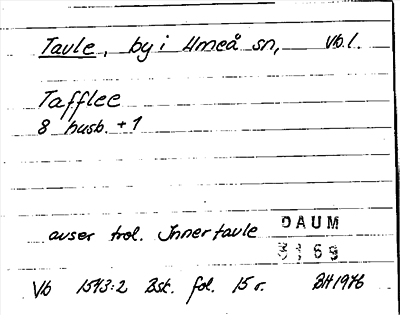 Tavle, by i Umeå sn, Vb.l.
Tafflee
8 husb. + 1
avser trol. Innertavle DAUM
3169
Vb 1543:2 Bst. fol. 15 r. BH 1976